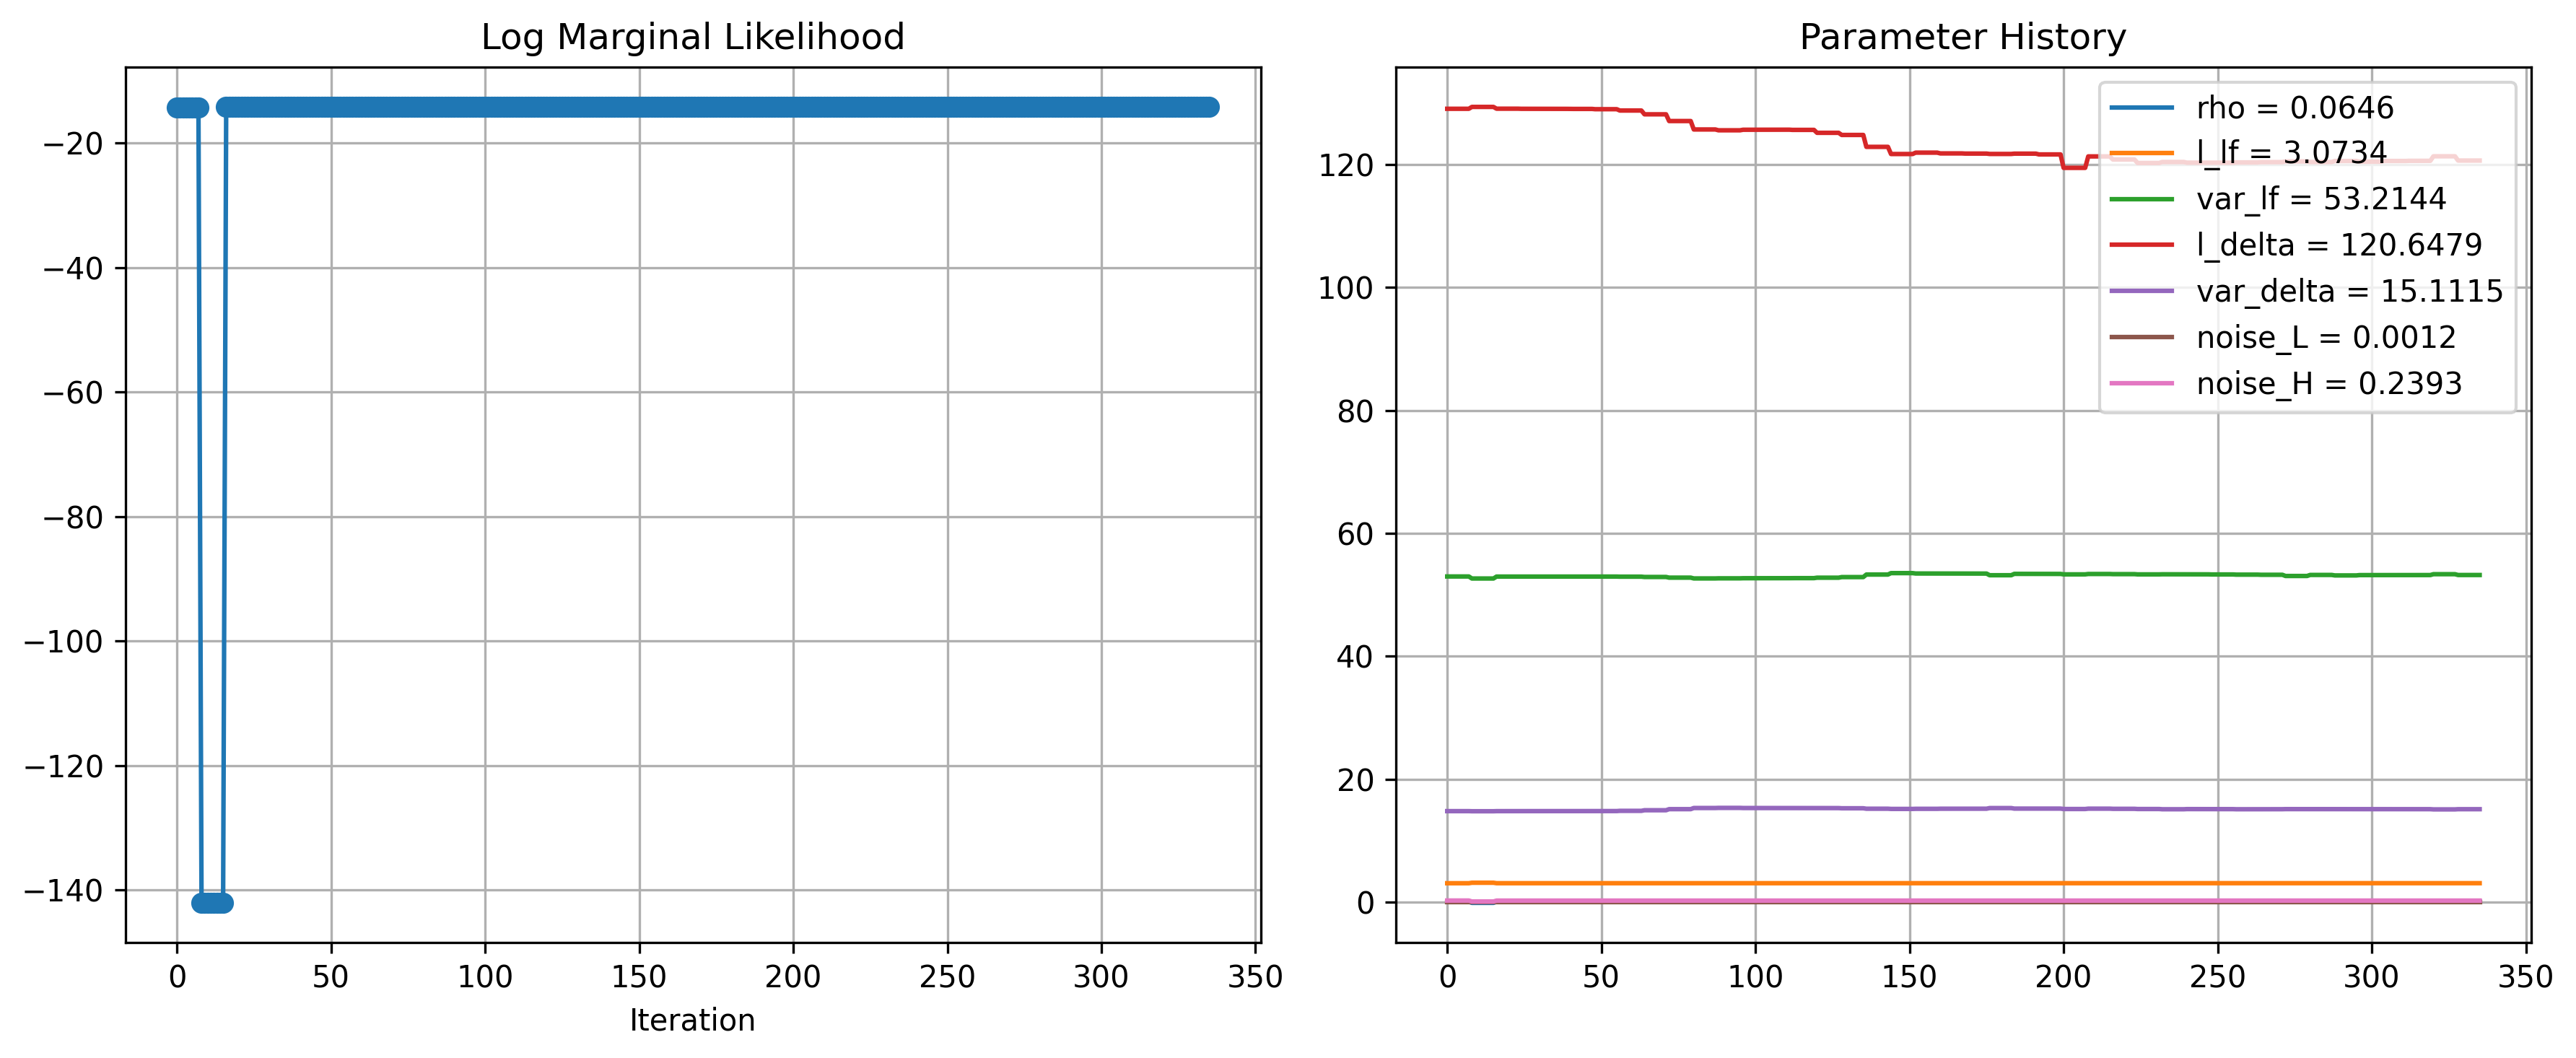 Log Marginal Likelihood
−20
−40
−60
−80
−100
−120
−140
0 50 100 150 200 250 300 350
Iteration
Parameter History
120
100
80
60
40
20
0
0 50 100 150 200 250 300 350
rho = 0.0646
l_lf = 3.0734
var_lf = 53.2144
l_delta = 120.6479
var_delta = 15.1115
noise_L = 0.0012
noise_H = 0.2393